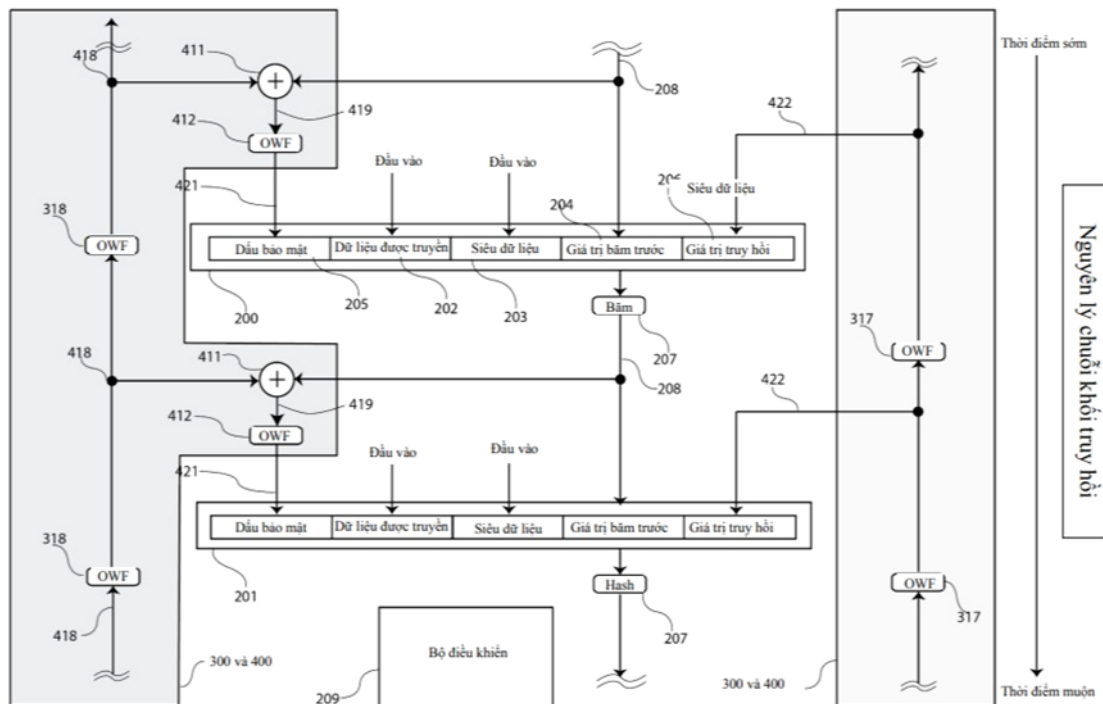 418
411
419
412
OWF
208
422
Thời điểm sớm
421
Đầu vào
Đầu vào
204
Siêu dữ liệu
318
OWF
Dấu bảo mật
Dữ liệu được truyền
Siêu dữ liệu
Giá trị băm trước
Giá trị truy hồi
200
205
202
203
Băm
207
Nguyên lý chuỗi khối truy hồi
317
OWF
418
411
419
208
422
412
OWF
421
Đầu vào
Đầu vào
Dấu bảo mật
Dữ liệu được truyền
Siêu dữ liệu
Giá trị băm trước
Giá trị truy hồi
318
OWF
201
Hash
207
OWF
317
418
Bộ điều khiển
209
300 và 400
300 và 400
Thời điểm muộn